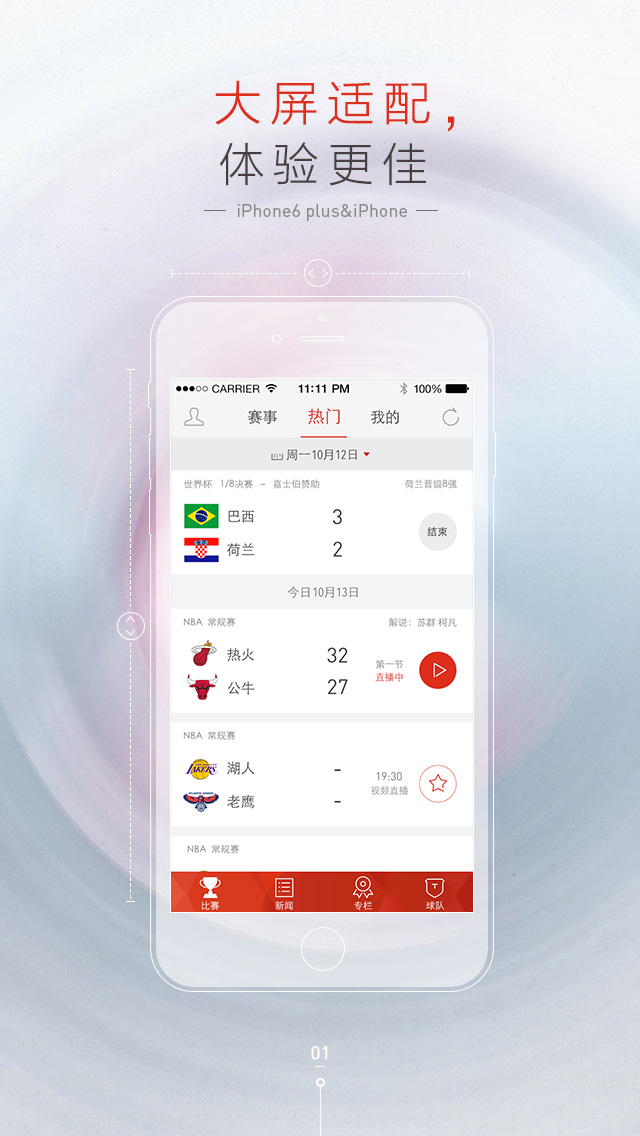 大屏适配,
体验更佳
iPhone6 plus&iPhone
CARRIER 11:11 PM 100%
赛事 热门 我的
周一10月12日
世界杯 1/8决赛 - 嘉士伯赞助 荷兰晋级8强
巴西 3
结束
荷兰 2
今日10月13日
NBA 常规赛 解说：苏群 柯凡
热火 32
第一节
直播中
公牛 27
NBA 常规赛
湖人 -
19:30
视频直播
老鹰 -
NBA 常规赛
比赛 新闻 专栏 球队
01